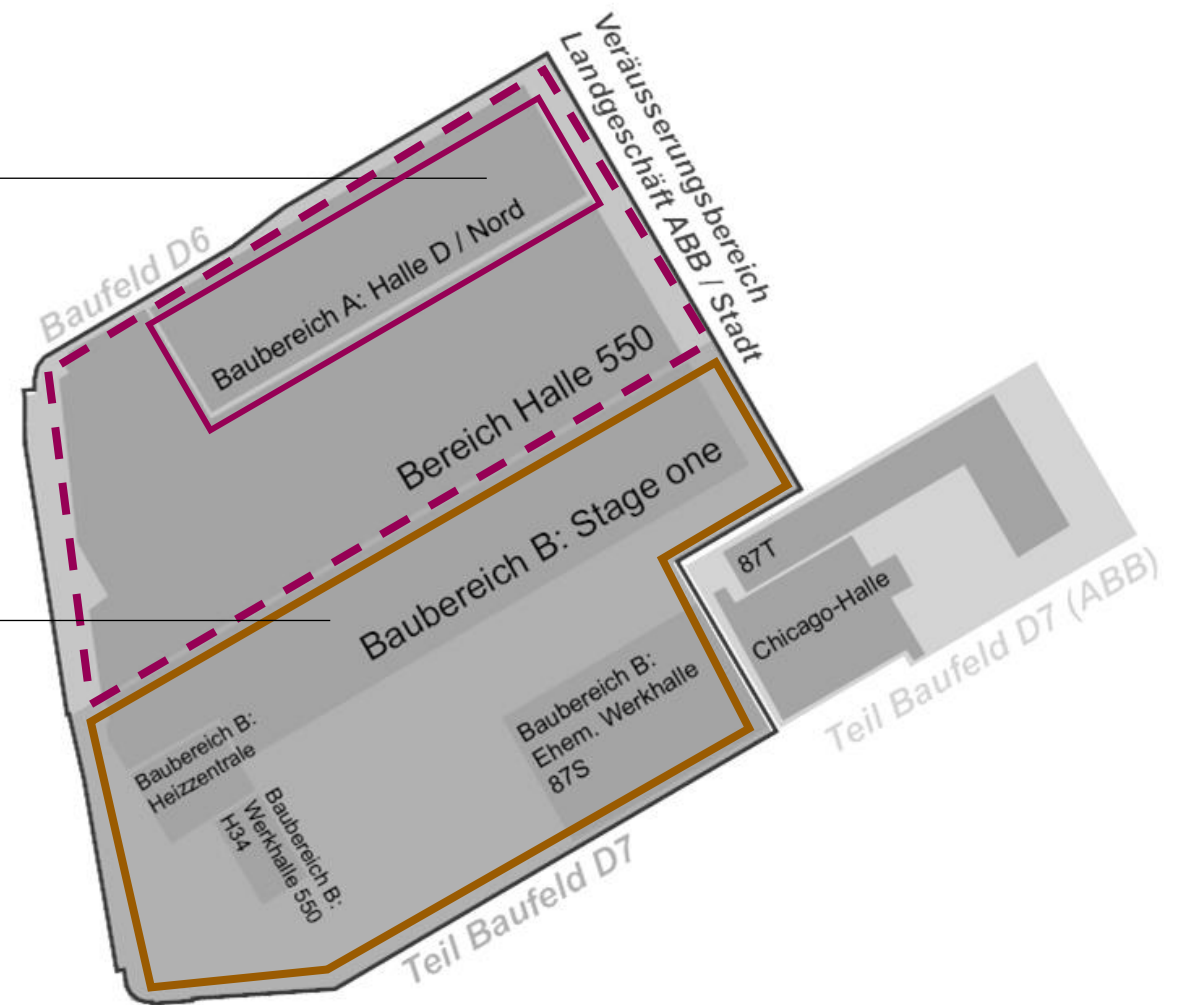 Veräusserungsbereich
Landgeschäft ABB / Stadt
Baufeld D6
Baubereich A: Halle D / Nord
Bereich Halle 550
Baubereich B: Stage one
87T
Chicago-Halle
Teil Baufeld D7 (ABB)
Baubereich B:
Ehem. Werkhalle
87S
Baubereich B:
Heizzentrale
Baubereich B:
Werkhalle 550
H34
Teil Baufeld D7